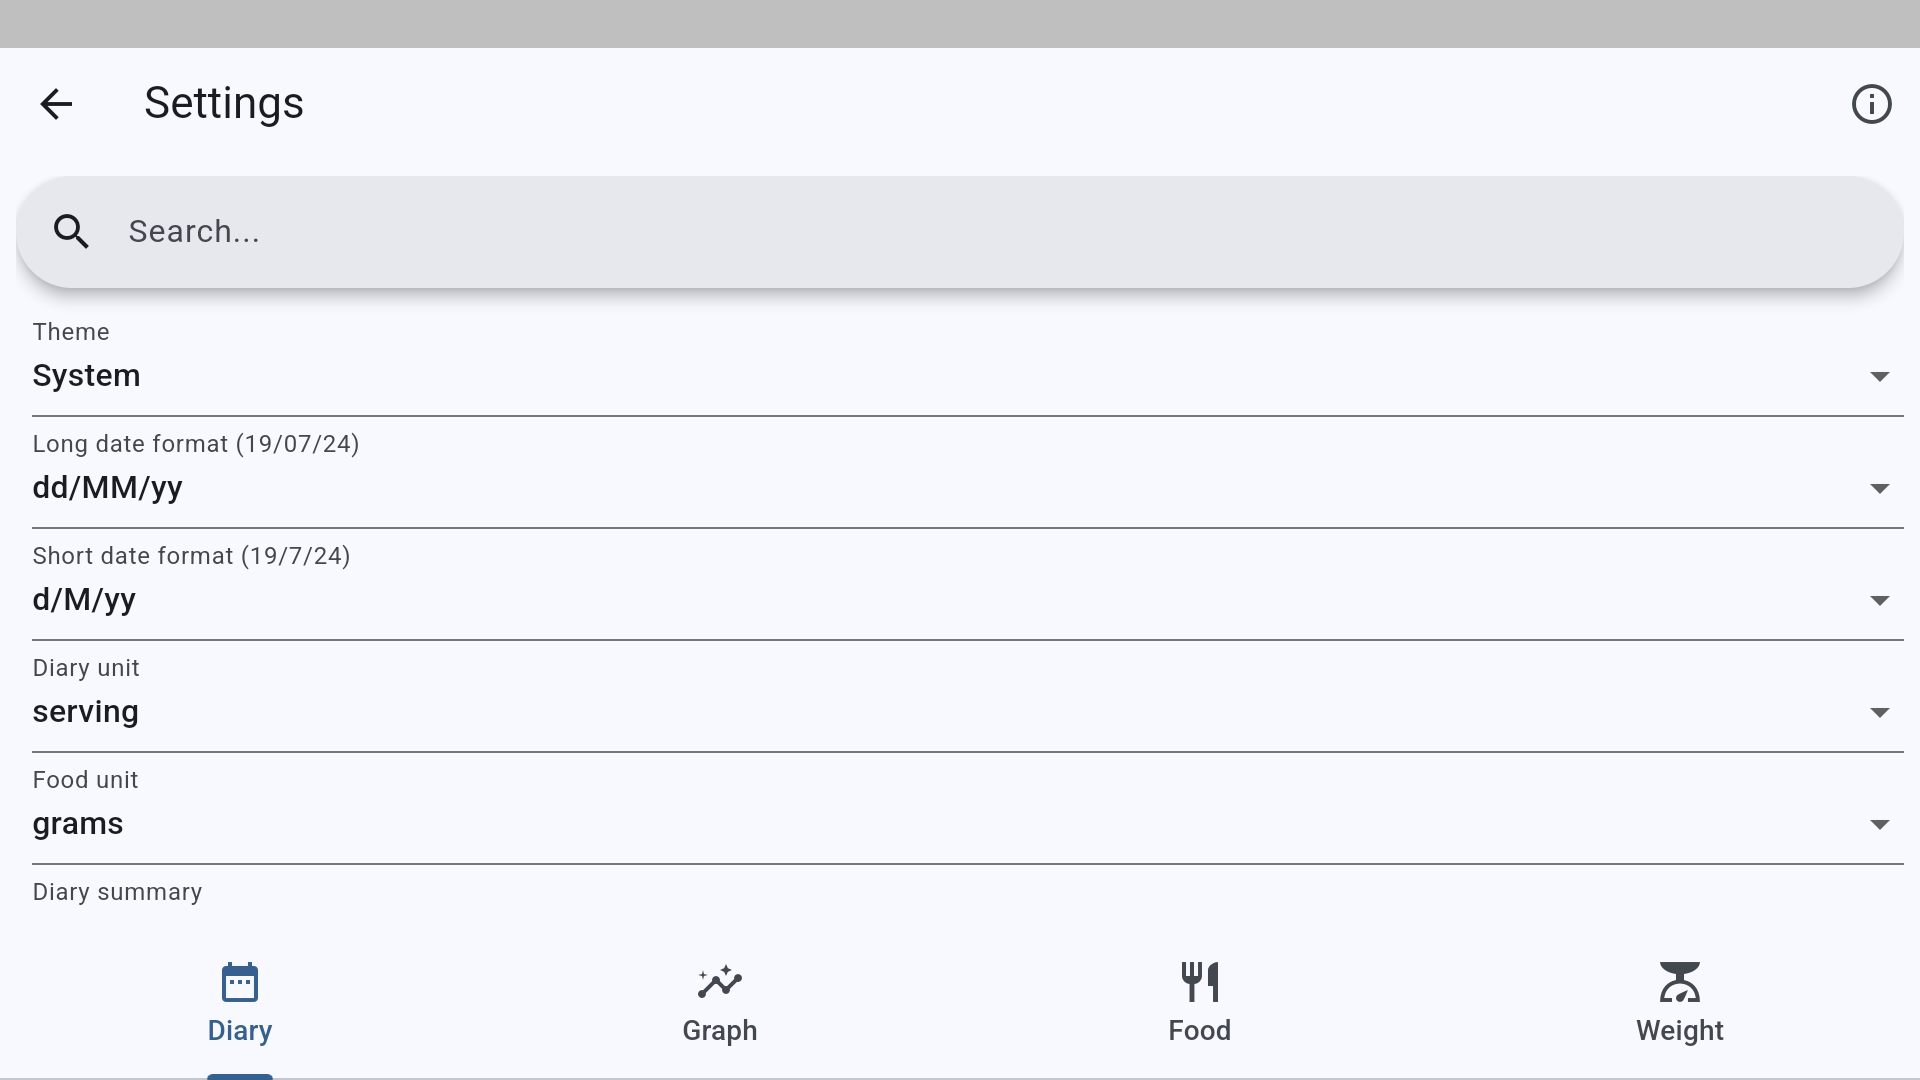 Settings
Search...
Theme
System
Long date format (19/07/24)
dd/MM/yy
Short date format (19/7/24)
d/M/yy
Diary unit
serving
Food unit
grams
Diary summary
Diary
Graph
Food
Weight